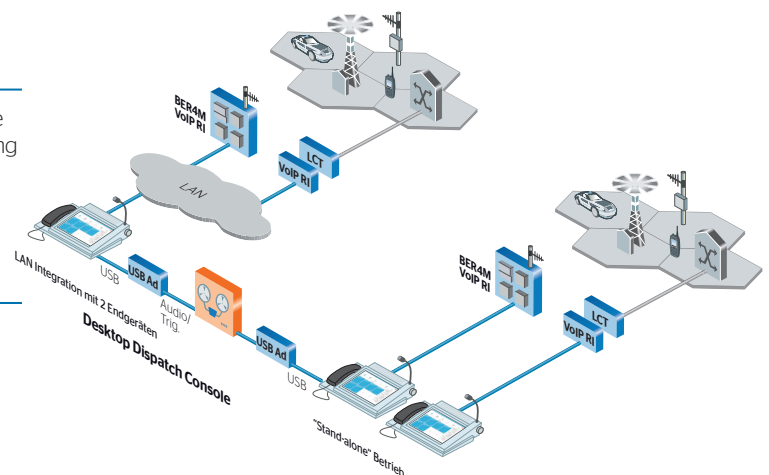 e
ng
BER4M
VoIP RI
LCT
VoIP RI
LAN
USB
USB Ad
Audio/
Trig.
LAN Integration mit 2 Endgeräten
Desktop Dispatch Console
USB Ad
USB
BER4M
VoIP RI
LCT
VoIP RI
"Stand-alone" Betrieb